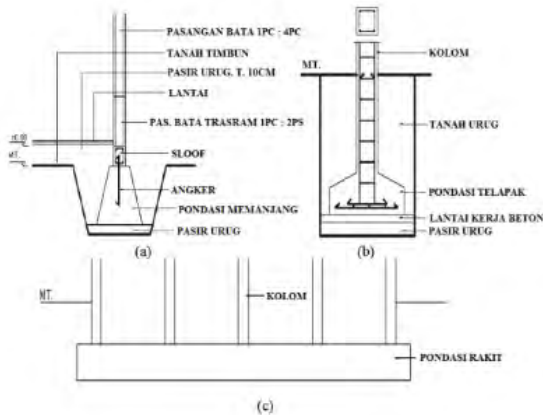 PASANGAN BATA 1PC : 4PC
TANAH TIMBUN
PASIR URUG. T. 10CM
LANTAI
PAS. BATA TRASRAM 1PC : 2PS
SLOOF
MT.
ANGKER
PONDASI MEMANJANG
PASIR URUG
(a)
KOLOM
MT.
TANAH URUG
PONDASI TELAPAK
LANTAI KERJA BETON
PASIR URUG
(b)
MT.
KOLOM
PONDASI RAKIT
(c)